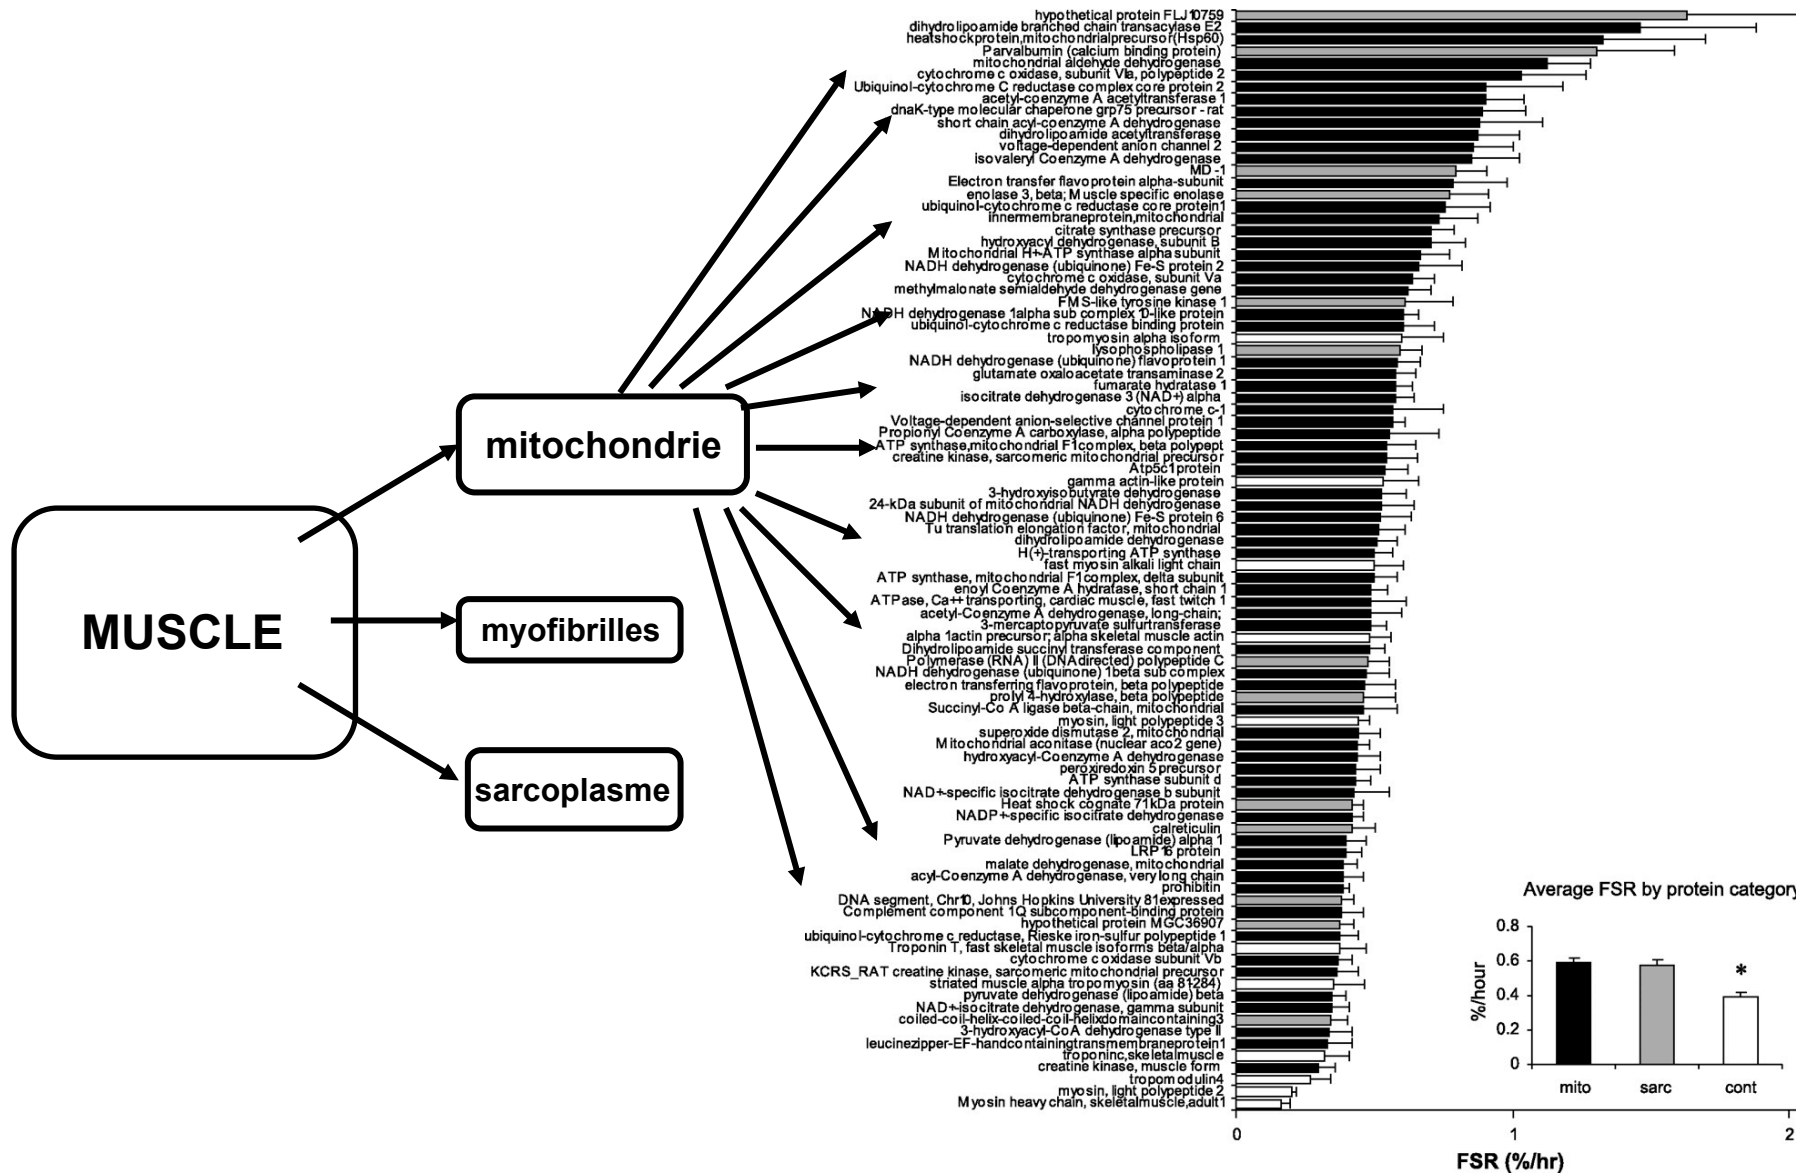 MUSCLE
mitochondrie
myofibrilles
sarcoplasme
hypothetical protein FLJ10759
dihydrolipoamide branched chain transacylase E2
heatshockprotein,mitochondrialprecursor(Hsp60)
Parvalbumin (calcium binding protein)
mitochondrial aldehyde dehydrogenase
cytochrome c oxidase, subunit VIa, polypeptide 2
Ubiquinol-cytochrome C reductase complex core protein 2
acetyl-coenzyme A acetyltransferase 1
dnaK-type molecular chaperone grp75 precursor - rat
short chain acyl-coenzyme A dehydrogenase
dihydrolipoamide acetyltransferase
voltage-dependent anion channel 2
isovaleryl Coenzyme A dehydrogenase
MD-1
Electron transfer flavoprotein alpha-subunit
enolase 3, beta; Muscle specific enolase
ubiquinol-cytochrome c reductase core protein1
innermembraneprotein,mitochondrial
citrate synthase precursor
hydroxyacyl dehydrogenase, subunit B
Mitochondrial H+-ATP synthase alpha subunit
NADH dehydrogenase (ubiquinone) Fe-S protein 2
cytochrome c oxidase, subunit Va
methylmalonate semialdehyde dehydrogenase gene
FMS-like tyrosine kinase 1
NADH dehydrogenase 1alpha sub complex 10-like protein
ubiquinol-cytochrome c reductase binding protein
tropomyosin alpha isoform
lysophospholipase 1
NADH dehydrogenase (ubiquinone) flavoprotein 1
glutamate oxaloacetate transaminase 2
fumarate hydratase 1
isocitrate dehydrogenase 3 (NAD+) alpha
cytochrome c-1
Voltage-dependent anion-selective channel protein 1
Propionyl Coenzyme A carboxylase, alpha polypeptide
ATP synthase,mitochondrial F1complex, beta polypept
creatine kinase, sarcomeric mitochondrial precursor
Atp5c1protein
gamma actin-like protein
3-hydroxyisobutyrate dehydrogenase
24-kDa subunit of mitochondrial NADH dehydrogenase
NADH dehydrogenase (ubiquinone) Fe-S protein 6
Tu translation elongation factor, mitochondrial
dihydrolipoamide dehydrogenase
H(+)-transporting ATP synthase
fast myosin alkali light chain
ATP synthase, mitochondrial F1complex, delta subunit
enoyl Coenzyme A hydratase, short chain 1
ATPase, Ca++ transporting, cardiac muscle, fast twitch 1
acetyl-Coenzyme A dehydrogenase, long-chain;
3-mercaptopyruvate sulfurtransferase
alpha 1actin precursor; alpha skeletal muscle actin
Dihydrolipoamide succinyl transferase component
Polymerase (RNA) II (DNA directed) polypeptide C
NADH dehydrogenase (ubiquinone) 1beta sub complex
electron transferring flavoprotein, beta polypeptide
prolyl 4-hydroxylase, beta polypeptide
Succinyl-Co A ligase beta-chain, mitochondrial
myosin, light polypeptide 3
superoxide dismutase 2, mitochondrial
Mitochondrial aconitase (nuclear aco2 gene)
hydroxyacyl-Coenzyme A dehydrogenase
peroxiredoxin 5 precursor
ATP synthase subunit d
NAD+-specific isocitrate dehydrogenase b subunit
Heat shock cognate 71kDa protein
NADP+-specific isocitrate dehydrogenase
calreticulin
Pyruvate dehydrogenase (lipoamide) alpha 1
LRP16 protein
malate dehydrogenase, mitochondrial
acyl-Coenzyme A dehydrogenase, very long chain
prohibitin
DNA segment, Chr10, Johns Hopkins University 81expressed
Complement component 1Q subcomponent-binding protein
hypothetical protein MGC36907
ubiquinol-cytochrome c reductase, Rieske iron-sulfur polypeptide 1
Troponin T, fast skeletal muscle isoforms beta/alpha
cytochrome c oxidase subunit Vb
KCRS_RAT creatine kinase, sarcomeric mitochondrial precursor
striated muscle alpha tropomyosin (aa 81-284)
pyruvate dehydrogenase (lipoamide) beta
NAD+-isocitrate dehydrogenase, gamma subunit
coiled-coil-helix-coiled-coil-helixdomaincontaining3
3-hydroxyacyl-CoA dehydrogenase type II
leucinezipper-EF-handcontainingtransmembraneprotein1
troponinc,skeletalmuscle
creatine kinase, muscle form
tropomodulin4
myosin, light polypeptide 2
Myosin heavy chain, skeletalmuscle,adult1
0
1
2
FSR (%/hr)
Average FSR by protein category
0.8
0.6
0.4
0.2
0
%/hour
*
mito
sarc
cont